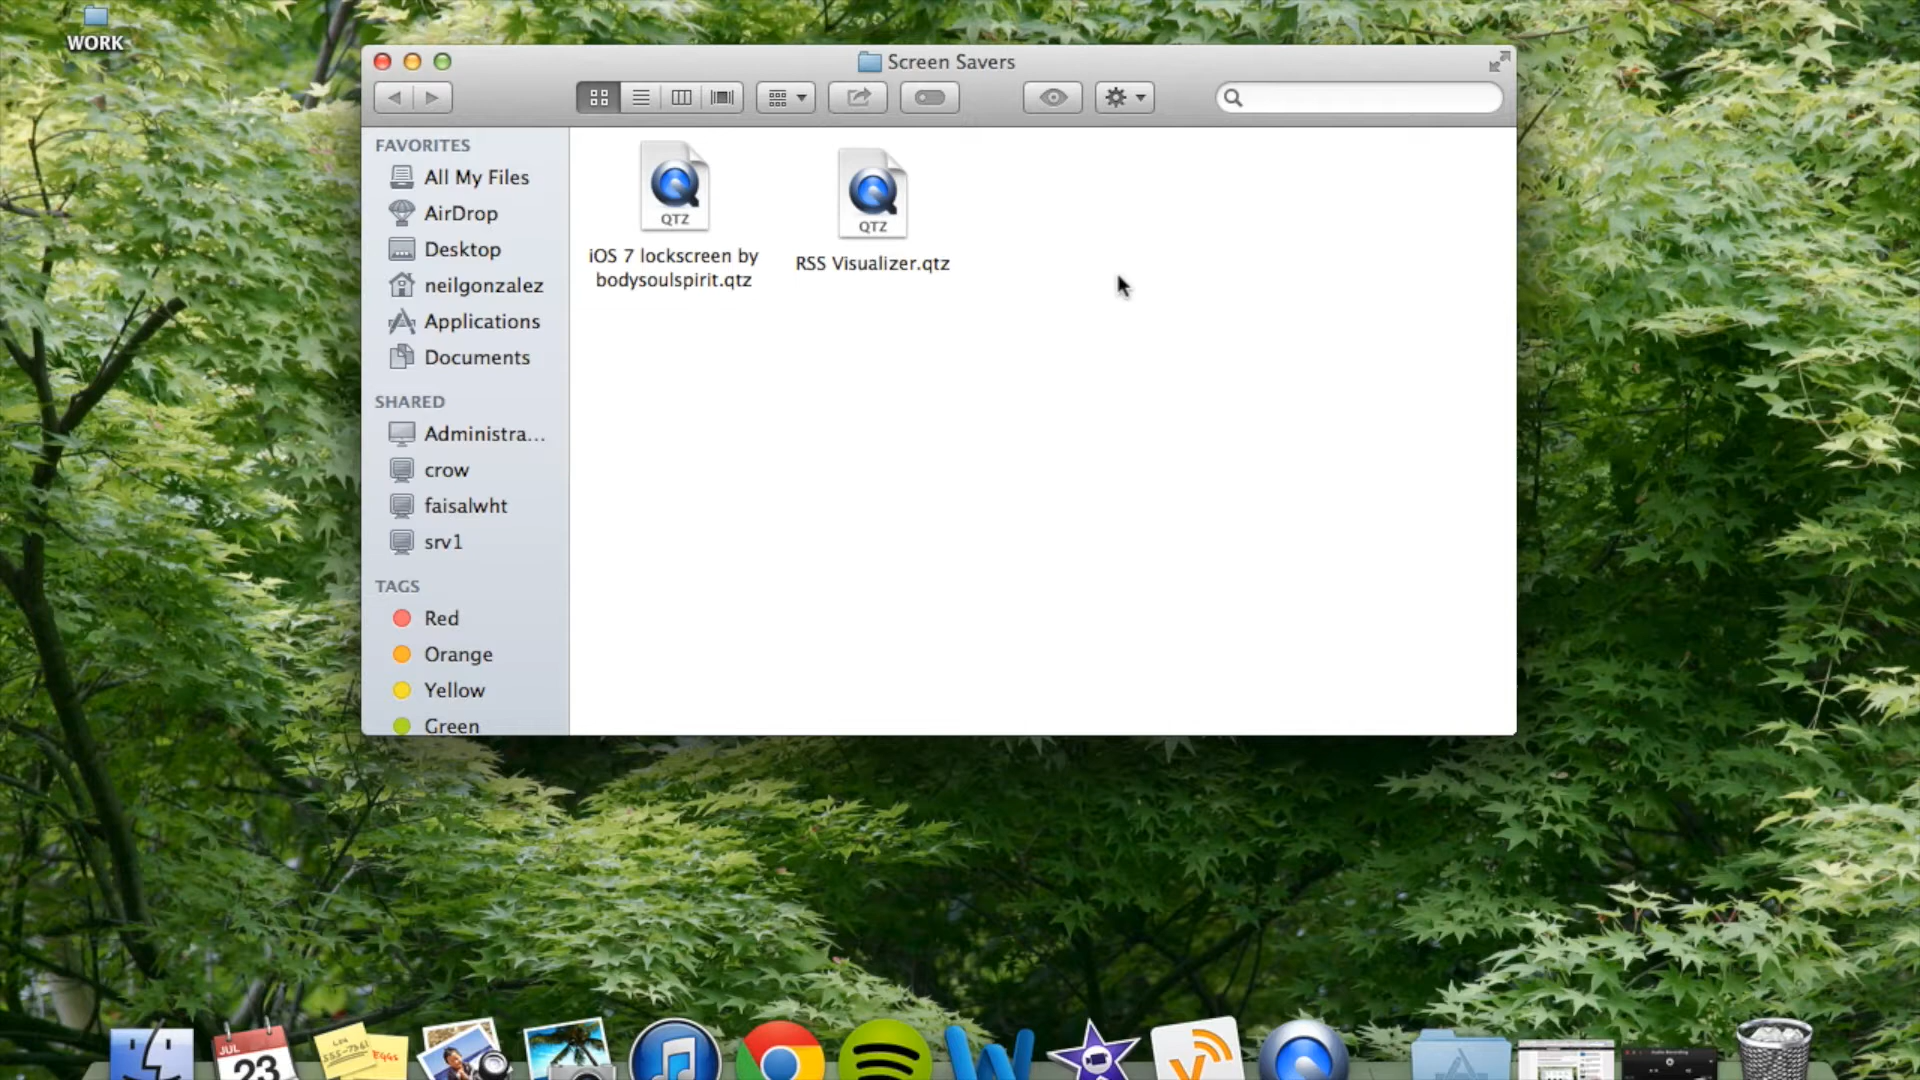 WORK
Screen Savers
FAVORITES
All My Files
AirDrop
Desktop
neilgonzalez
Applications
Documents
SHARED
Administra...
crow
faisalwht
srv1
TAGS
Red
Orange
Yellow
Green
QTZ
iOS 7 lockscreen by
bodysoulspirit.qtz
QTZ
RSS Visualizer.qtz
JUL
23
EGGS